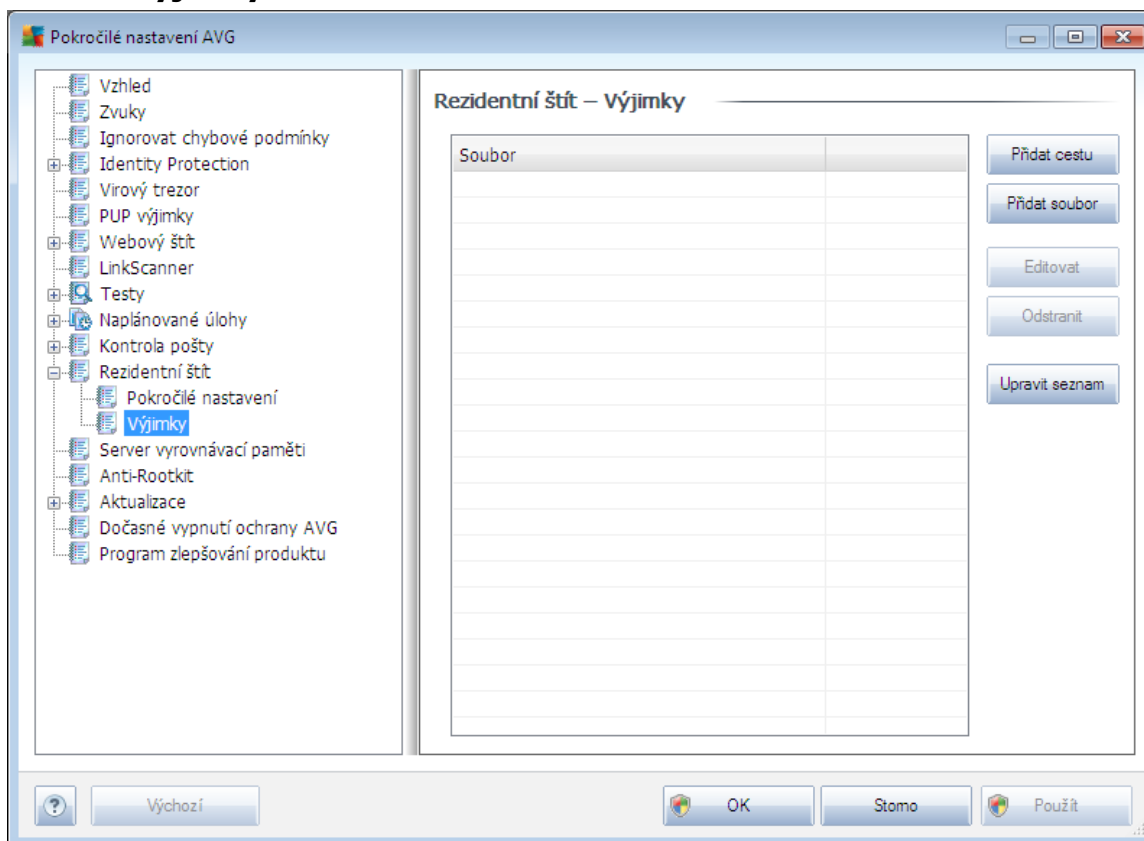 Pokročilé nastavení AVG
Vzhled
Zvuky
Ignorovat chybové podmínky
Identity Protection
Virový trezor
PUP výjimky
Webový štít
LinkScanner
Testy
Naplánované úlohy
Kontrola pošty
Rezidentní štít
Pokročilé nastavení
Výjimky
Server vyrovnávací paměti
Anti-Rootkit
Aktualizace
Dočasné vypnutí ochrany AVG
Program zlepšování produktu
Rezidentní štít – Výjimky
Soubor
Přidat cestu
Přidat soubor
Editovat
Odstranit
Upravit seznam
?
Výchozí
OK
Storno
Použít